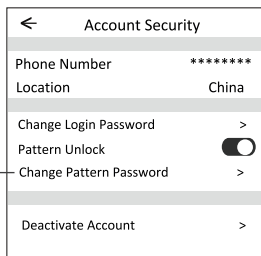 ← Account Security
Phone Number ********
Location China
Change Login Password >
Pattern Unlock
Change Pattern Password >
Deactivate Account >